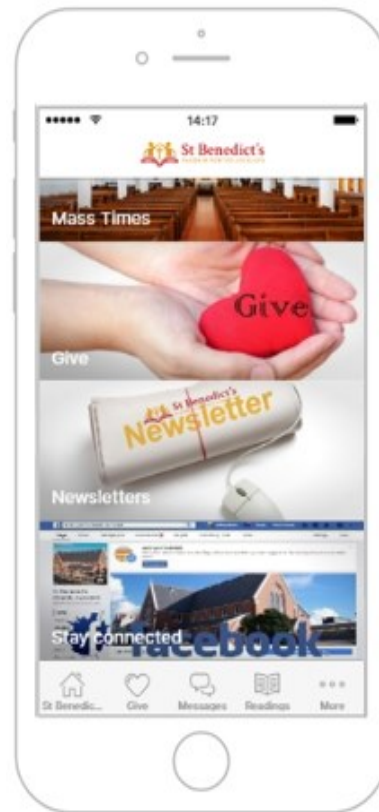 14:17
St Benedict's
Mass Times
Give
Give
St Benedict's
Newsletter
Newsletters
Stay connected
facebook
St Benedic...
Give
Messages
Readings
More